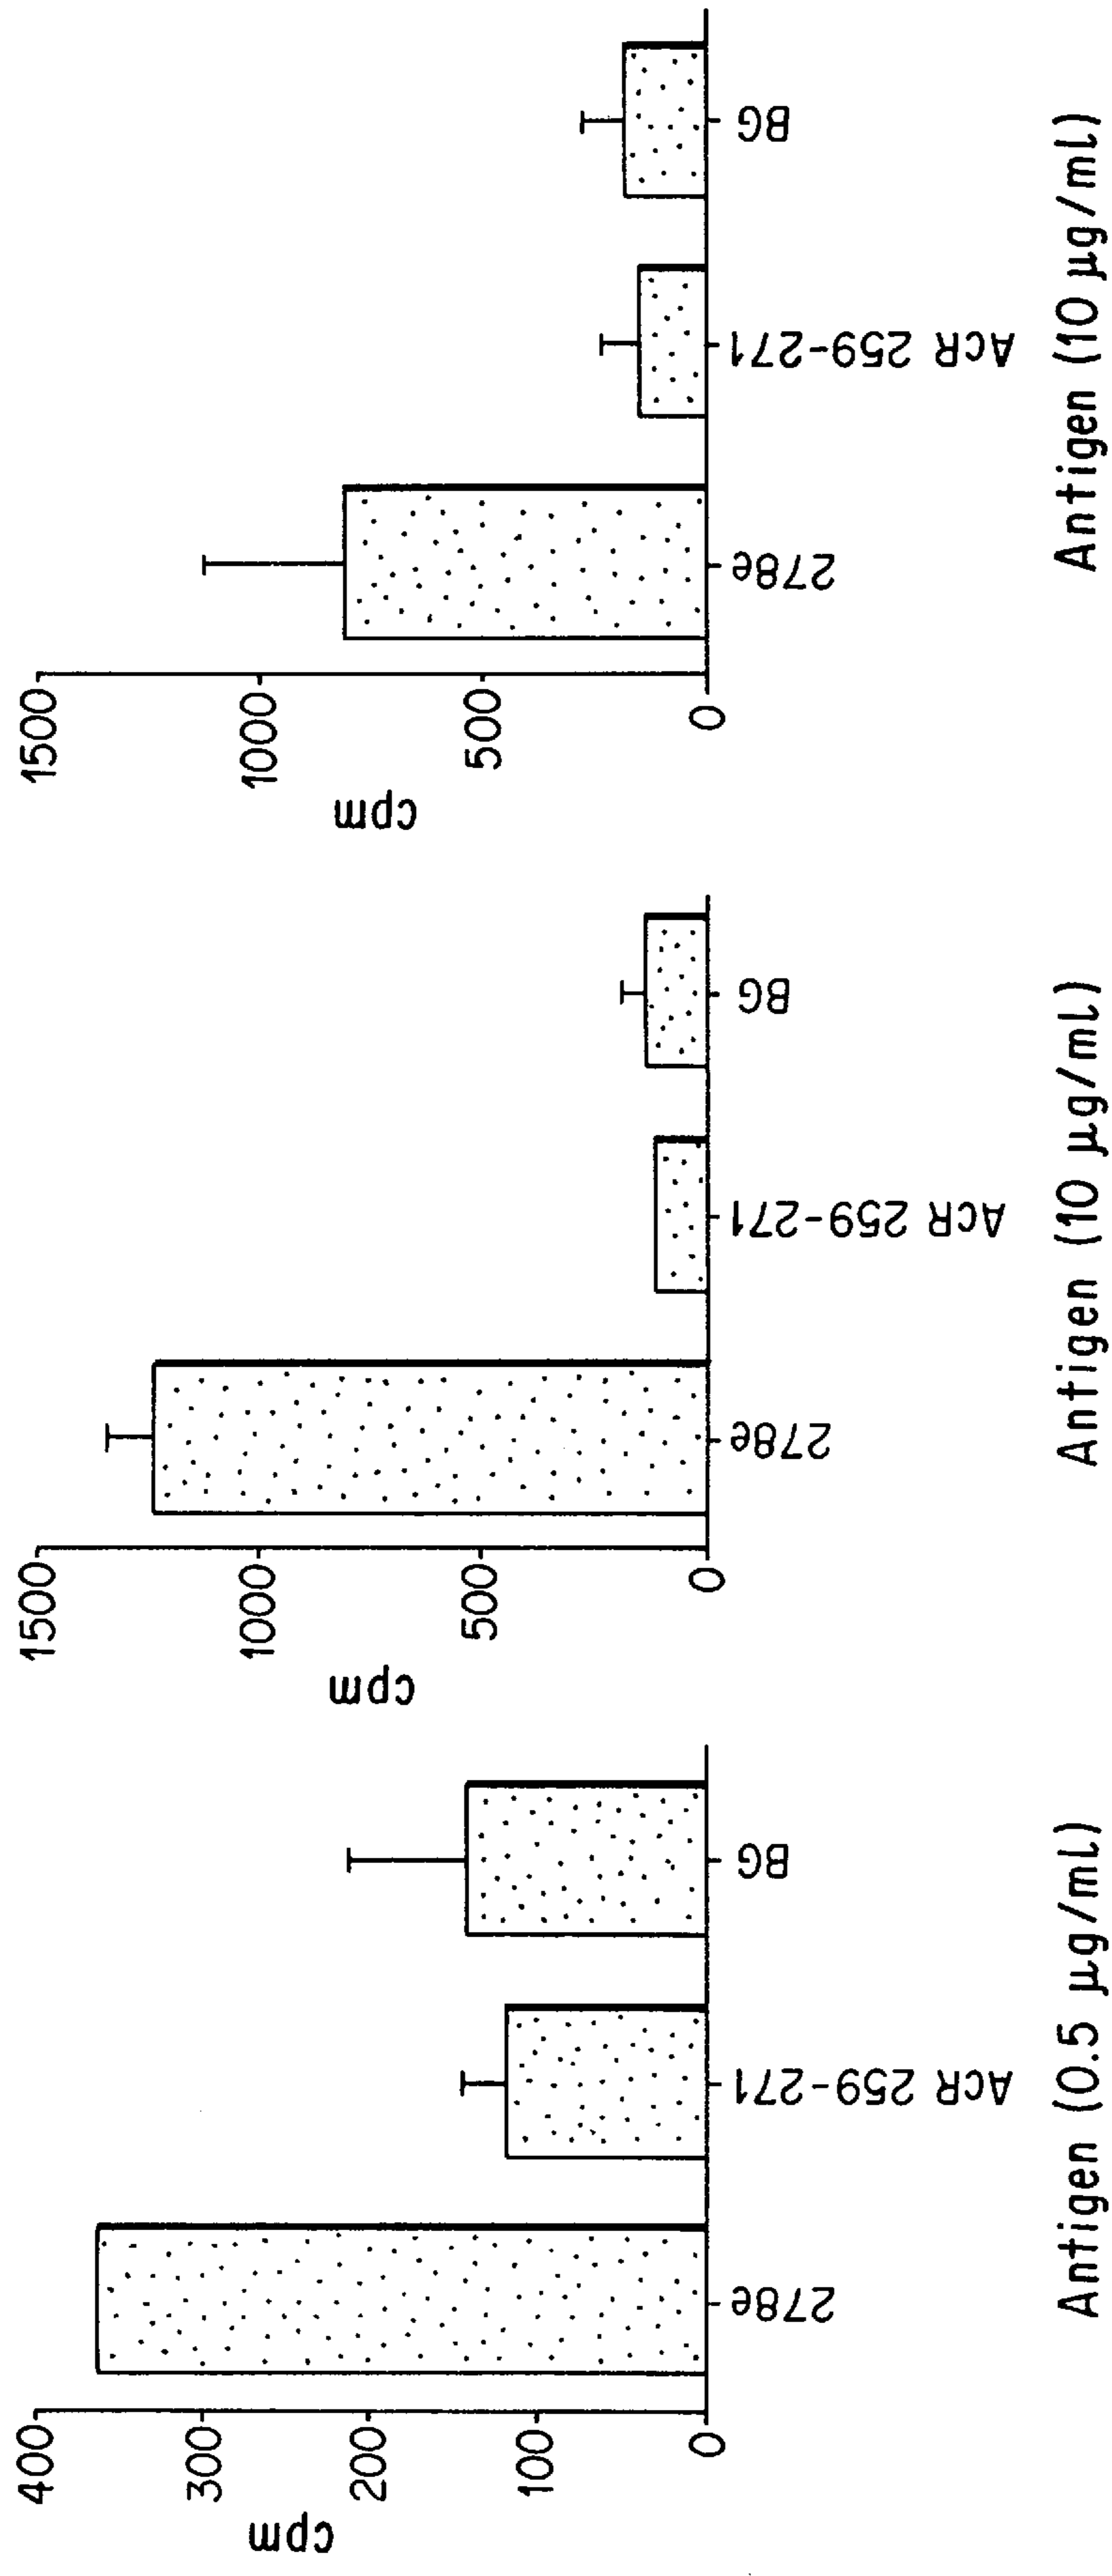 cpm
400
300
200
100
0
278e
AcR 259-271
BG
Antigen (0.5 μg/ml)
cpm
1500
1000
500
0
278e
AcR 259-271
BG
Antigen (10 μg/ml)
cpm
1500
1000
500
0
278e
AcR 259-271
BG
Antigen (10 μg/ml)